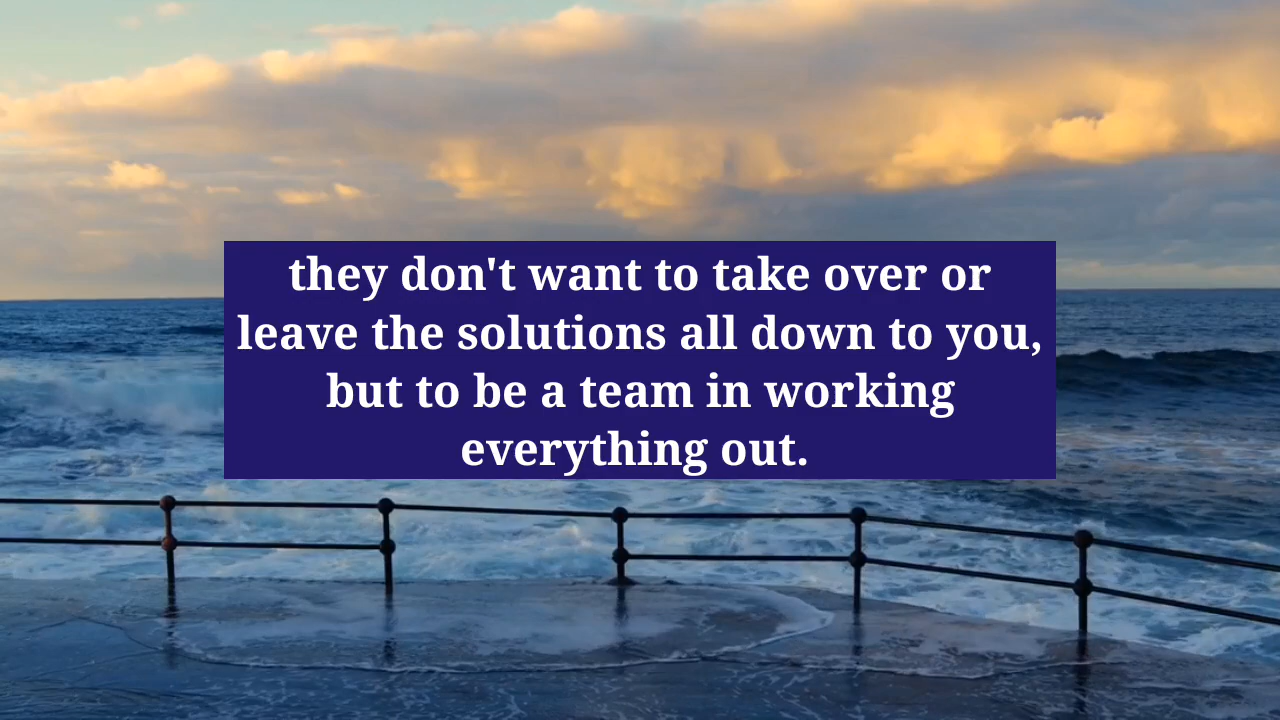 they don't want to take over or
leave the solutions all down to you,
but to be a team in working
everything out.